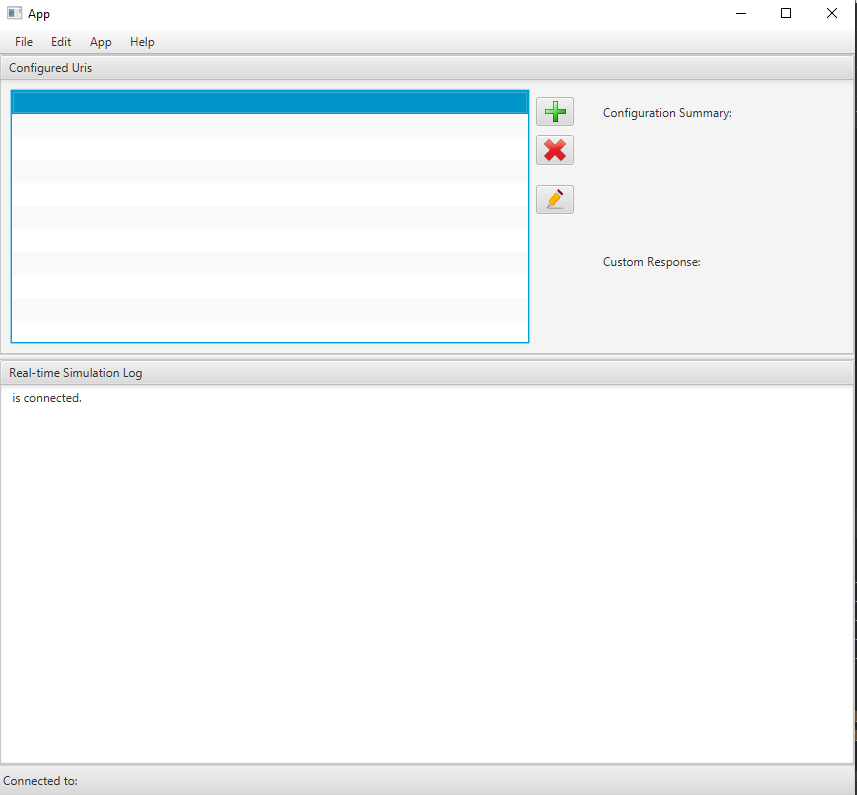 App
File Edit App Help
Configured Uris
Configuration Summary:
Custom Response:
Real-time Simulation Log
is connected.
Connected to: